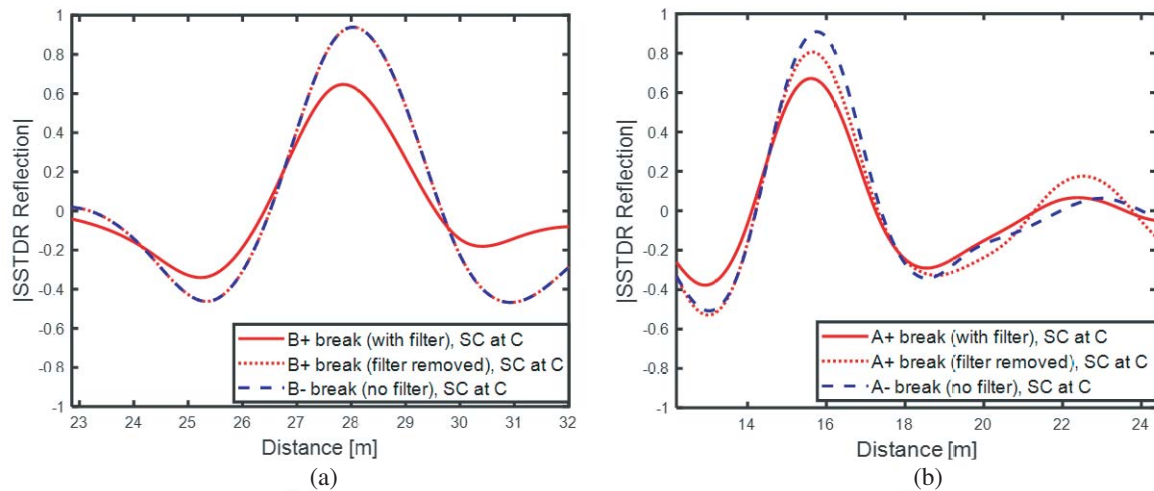 1
0.8
0.6
0.4
0.2
0
-0.2
-0.4
-0.6
-0.8
-1
|SSTDR Reflection|
B+ break (with filter), SC at C
B+ break (filter removed), SC at C
B- break (no filter), SC at C
23 24 25 26 27 28 29 30 31 32
Distance [m]
(a)
1
0.8
0.6
0.4
0.2
0
-0.2
-0.4
-0.6
-0.8
-1
|SSTDR Reflection|
A+ break (with filter), SC at C
A+ break (filter removed), SC at C
A- break (no filter), SC at C
14 16 18 20 22 24
Distance [m]
(b)